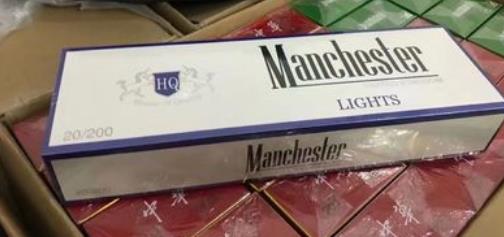 Manchester
HQ
LIGHTS
20/200
Manchester